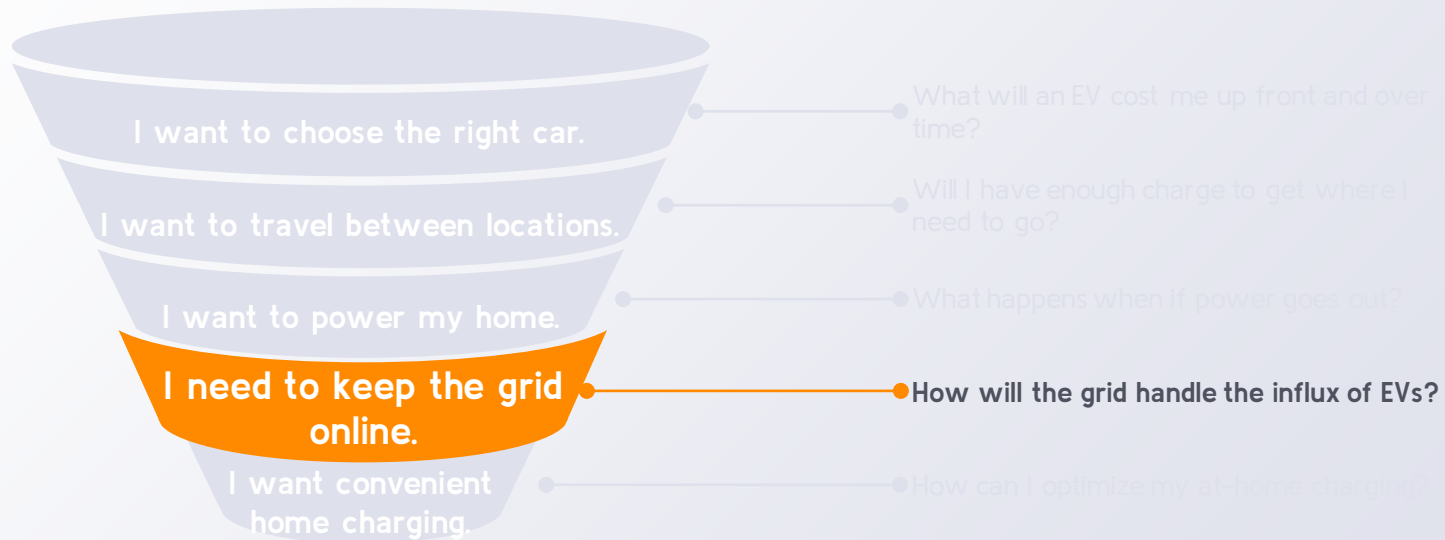 I want to choose the right car.
What will an EV cost me up front and over
time?
I want to travel between locations.
Will I have enough charge to get where I
need to go?
I want to power my home.
What happens when if power goes out?
I need to keep the grid
online.
How will the grid handle the influx of EVs?
I want convenient
home charging.
How can I optimize my at-home charging?